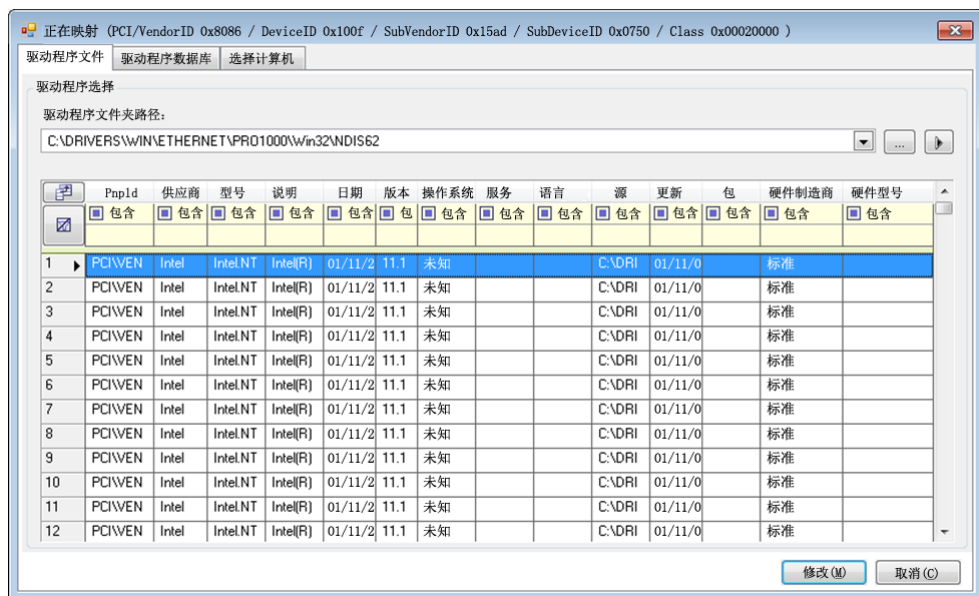 正在映射 (PCI/VendorID 0x8086 / DeviceID 0x100f / SubVendorID 0x15ad / SubDeviceID 0x0750 / Class 0x00020000 )
驱动程序文件 驱动程序数据库 选择计算机
驱动程序选择
驱动程序文件夹路径：
C:\DRIVERS\WIN\ETHERNET\PRO1000\Win32\NDIS62 ...
PnpId 供应商 型号 说明 日期 版本 操作系统 服务 语言 源 更新 包 硬件制造商 硬件型号
包含 包含 包含 包含 包含 包 包含 包含 包含 包含 包含 包含 包含 包含
1 PCI\VEN Intel Intel.NT Intel(R) 01/11/2 11.1 未知 C:\DRI 01/11/0 标准
2 PCI\VEN Intel Intel.NT Intel(R) 01/11/2 11.1 未知 C:\DRI 01/11/0 标准
3 PCI\VEN Intel Intel.NT Intel(R) 01/11/2 11.1 未知 C:\DRI 01/11/0 标准
4 PCI\VEN Intel Intel.NT Intel(R) 01/11/2 11.1 未知 C:\DRI 01/11/0 标准
5 PCI\VEN Intel Intel.NT Intel(R) 01/11/2 11.1 未知 C:\DRI 01/11/0 标准
6 PCI\VEN Intel Intel.NT Intel(R) 01/11/2 11.1 未知 C:\DRI 01/11/0 标准
7 PCI\VEN Intel Intel.NT Intel(R) 01/11/2 11.1 未知 C:\DRI 01/11/0 标准
8 PCI\VEN Intel Intel.NT Intel(R) 01/11/2 11.1 未知 C:\DRI 01/11/0 标准
9 PCI\VEN Intel Intel.NT Intel(R) 01/11/2 11.1 未知 C:\DRI 01/11/0 标准
10 PCI\VEN Intel Intel.NT Intel(R) 01/11/2 11.1 未知 C:\DRI 01/11/0 标准
11 PCI\VEN Intel Intel.NT Intel(R) 01/11/2 11.1 未知 C:\DRI 01/11/0 标准
12 PCI\VEN Intel Intel.NT Intel(R) 01/11/2 11.1 未知 C:\DRI 01/11/0 标准
修改(M) 取消(C)